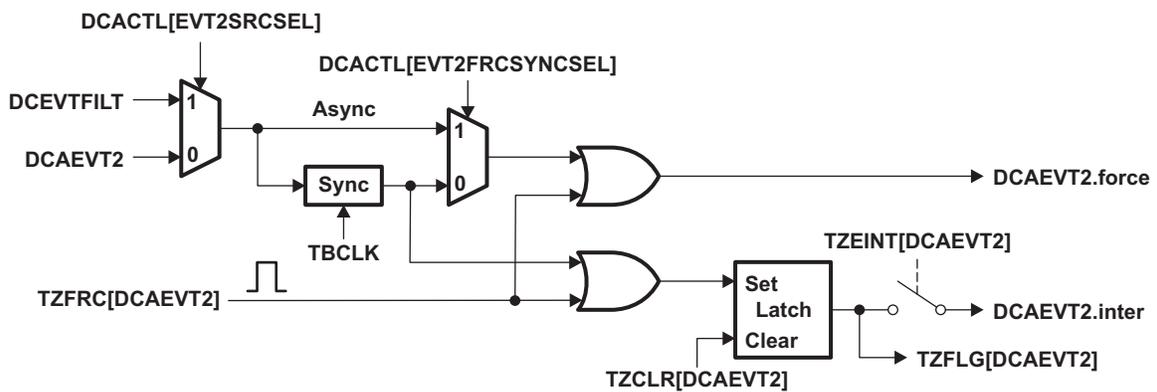 DCACTL[EVT2SRCSEL]
DCACTL[EVT2FRCSYNCSEL]
DCEVTFILT
1
Async
1
DCAEVT2
0
Sync
0
DCAEVT2.force
TBCLK
TZEINT[DCAEVT2]
TZFRC[DCAEVT2]
Set
Latch
Clear
DCAEVT2.inter
TZFLG[DCAEVT2]
TZCLR[DCAEVT2]